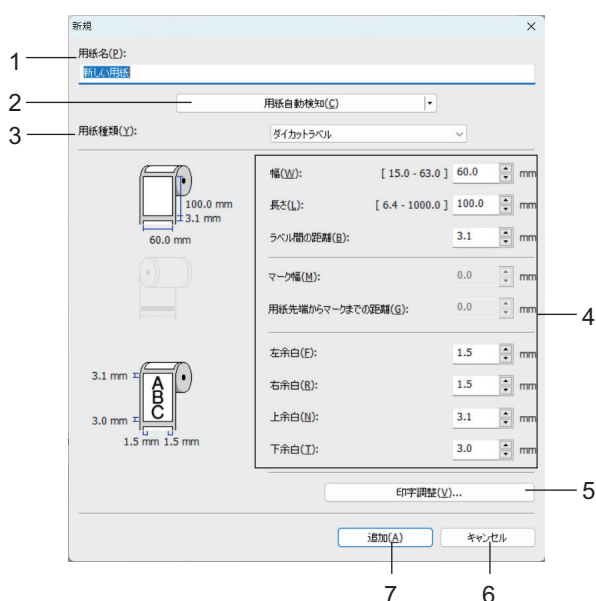 新規
1
用紙名(P):
新しい用紙
2
用紙自動検知(C)
3
用紙種類(Y):
ダイカットラベル
100.0 mm
3.1 mm
60.0 mm
幅(W): [ 15.0 - 63.0 ] 60.0 mm
長さ(L): [ 6.4 - 1000.0 ] 100.0 mm
ラベル間の距離(B): 3.1 mm
マーク幅(M): 0.0 mm
用紙先端からマークまでの距離(G): 0.0 mm
4
3.1 mm
A
B
C
3.0 mm
1.5 mm 1.5 mm
左余白(F): 1.5 mm
右余白(R): 1.5 mm
上余白(N): 3.1 mm
下余白(T): 3.0 mm
印字調整(V)...
5
追加(A)
キャンセル
7
6